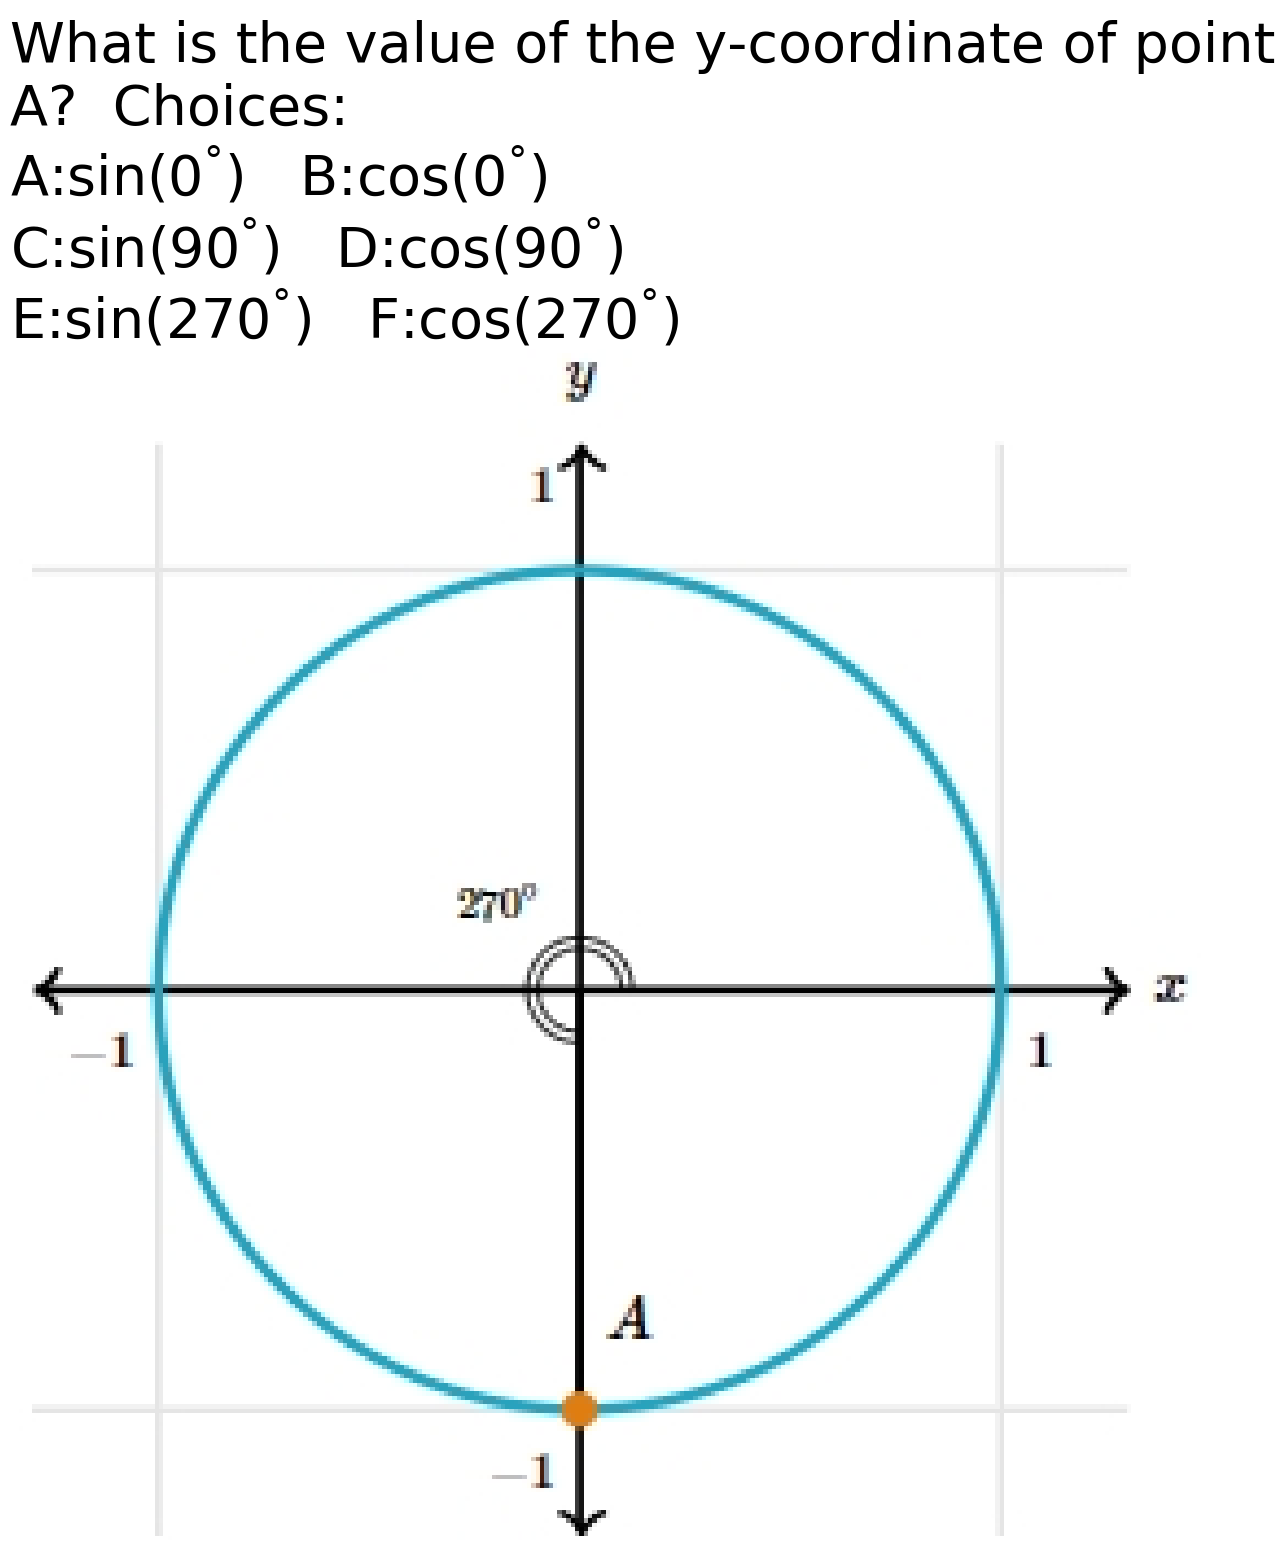 What is the value of the y-coordinate of point
A?  Choices:
A:sin(0°)   B:cos(0°)
C:sin(90°)   D:cos(90°)
E:sin(270°)   F:cos(270°)
y
1
270°
x
−1
1
A
−1